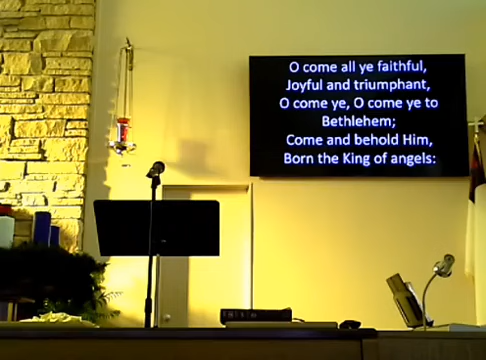 O come all ye faithful,
Joyful and triumphant,
O come ye, O come ye to
Bethlehem;
Come and behold Him,
Born the King of angels: